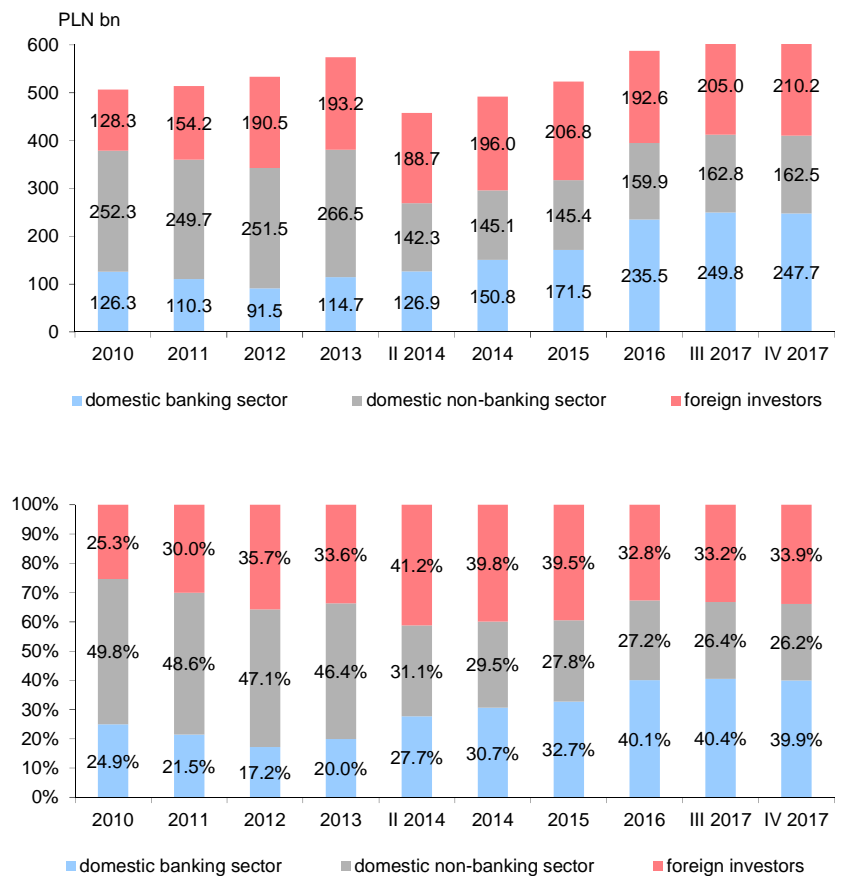 PLN bn
600
500
400
300
200
100
0
128.3 154.2 190.5 193.2 188.7 196.0 206.8 192.6 205.0 210.2
252.3 249.7 251.5 266.5 142.3 145.1 145.4 159.9 162.8 162.5
126.3 110.3 91.5 114.7 126.9 150.8 171.5 235.5 249.8 247.7
2010 2011 2012 2013 II 2014 2014 2015 2016 III 2017 IV 2017
domestic banking sector domestic non-banking sector foreign investors
100%
90%
80%
70%
60%
50%
40%
30%
20%
10%
0%
25.3% 30.0% 35.7% 33.6% 41.2% 39.8% 39.5% 32.8% 33.2% 33.9%
49.8% 48.6% 47.1% 46.4% 31.1% 29.5% 27.8% 27.2% 26.4% 26.2%
24.9% 21.5% 17.2% 20.0% 27.7% 30.7% 32.7% 40.1% 40.4% 39.9%
2010 2011 2012 2013 II 2014 2014 2015 2016 III 2017 IV 2017
domestic banking sector domestic non-banking sector foreign investors